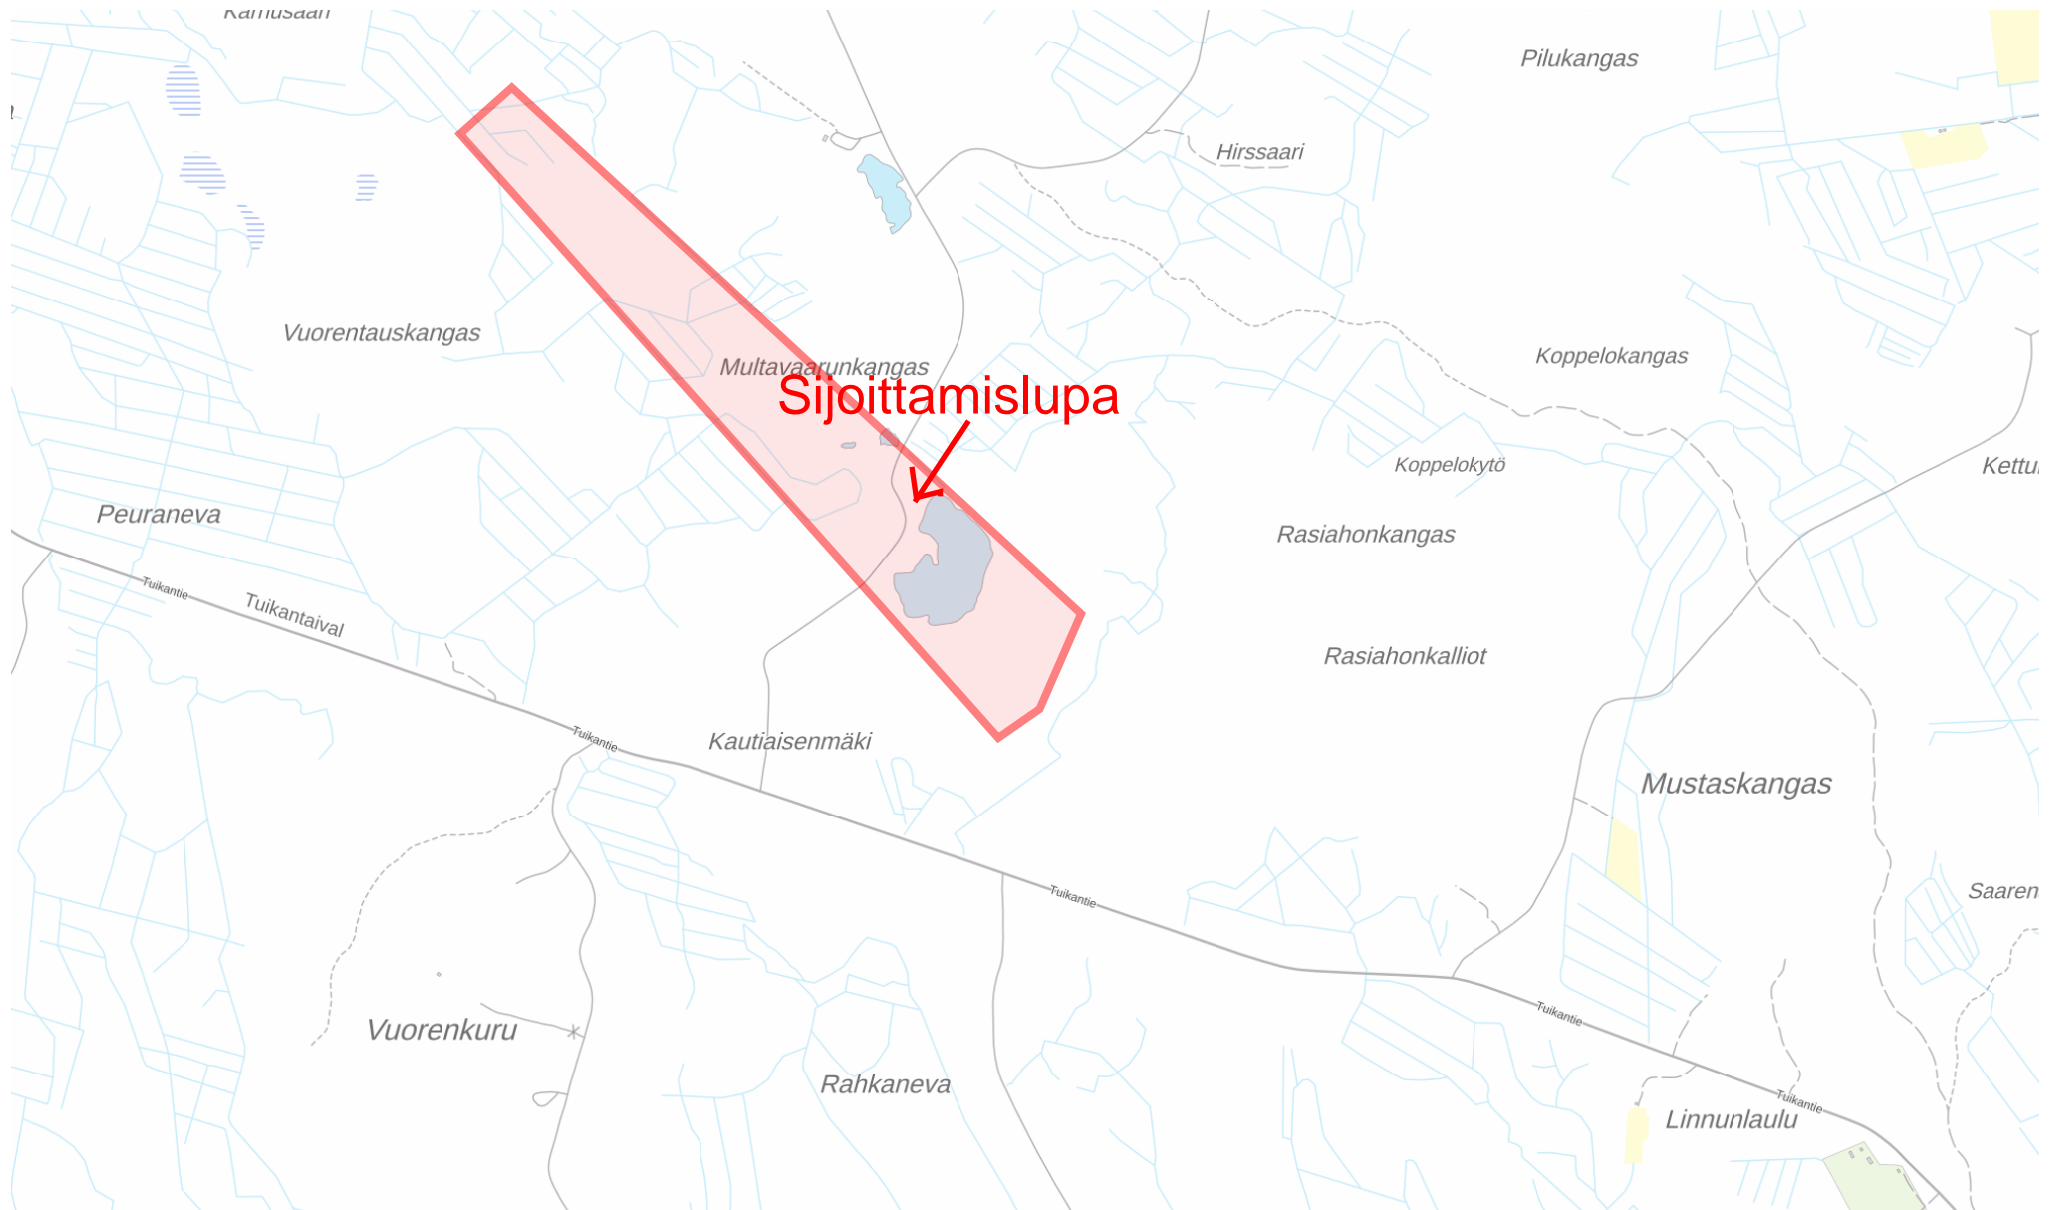 Kamusaari
Pilukangas
Hirssaari
Vuorentauskangas
Multavaarunkangas
Koppelokangas
Sijoittamislupa
Koppelokytö
Peuraneva
Rasiahonkangas
Tuikantie
Tuikantaival
Rasiahonkalliot
Tuikantie
Kautiaisenmäki
Mustaskangas
Tuikantie
Saaren
Tuikantie
Vuorenkuru
Rahkaneva
Tuikantie
Linnunlaulu